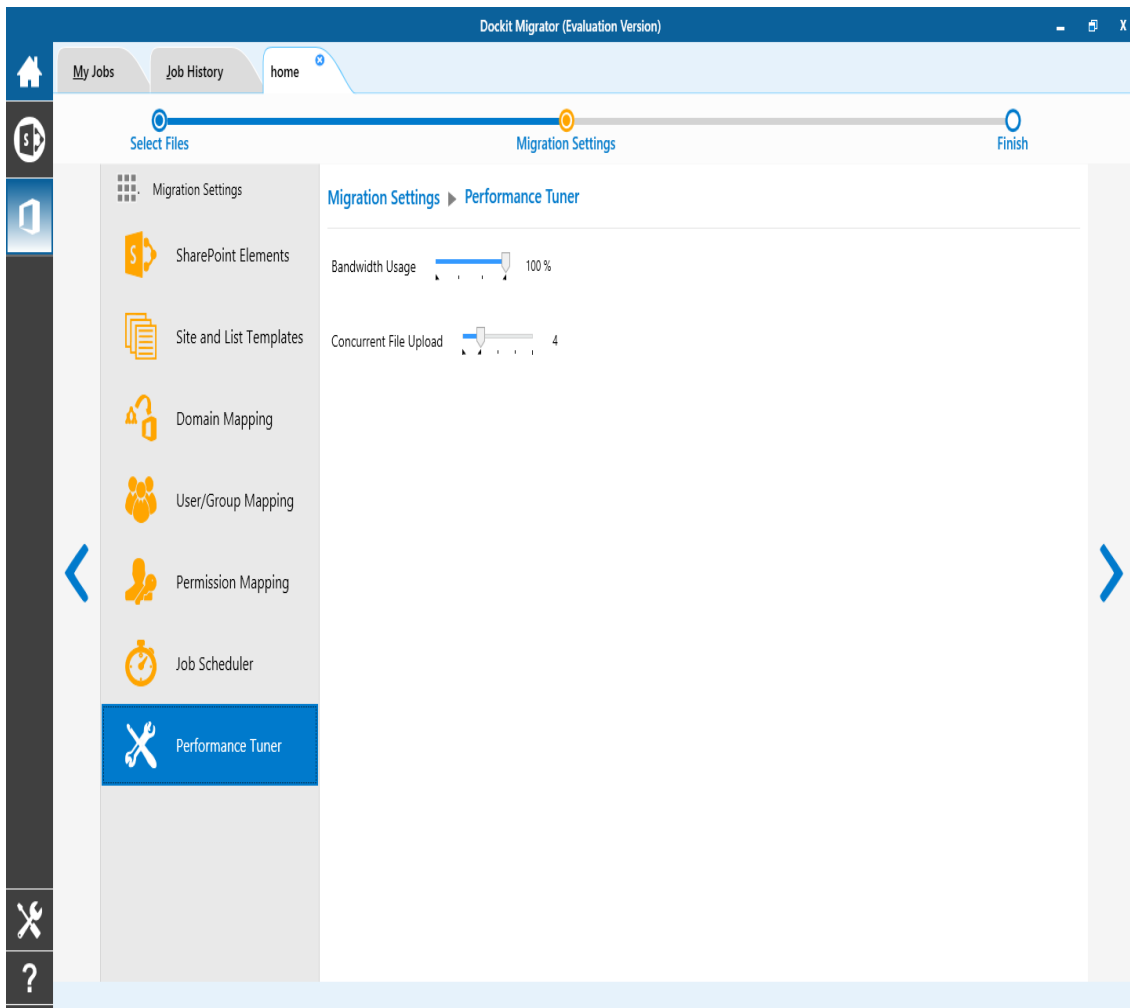 Dockit Migrator (Evaluation Version)
My Jobs
Job History
home
Select Files
Migration Settings
Finish
Migration Settings
SharePoint Elements
Site and List Templates
Domain Mapping
User/Group Mapping
Permission Mapping
Job Scheduler
Performance Tuner
Migration Settings ▶ Performance Tuner
Bandwidth Usage 100 %
Concurrent File Upload 4